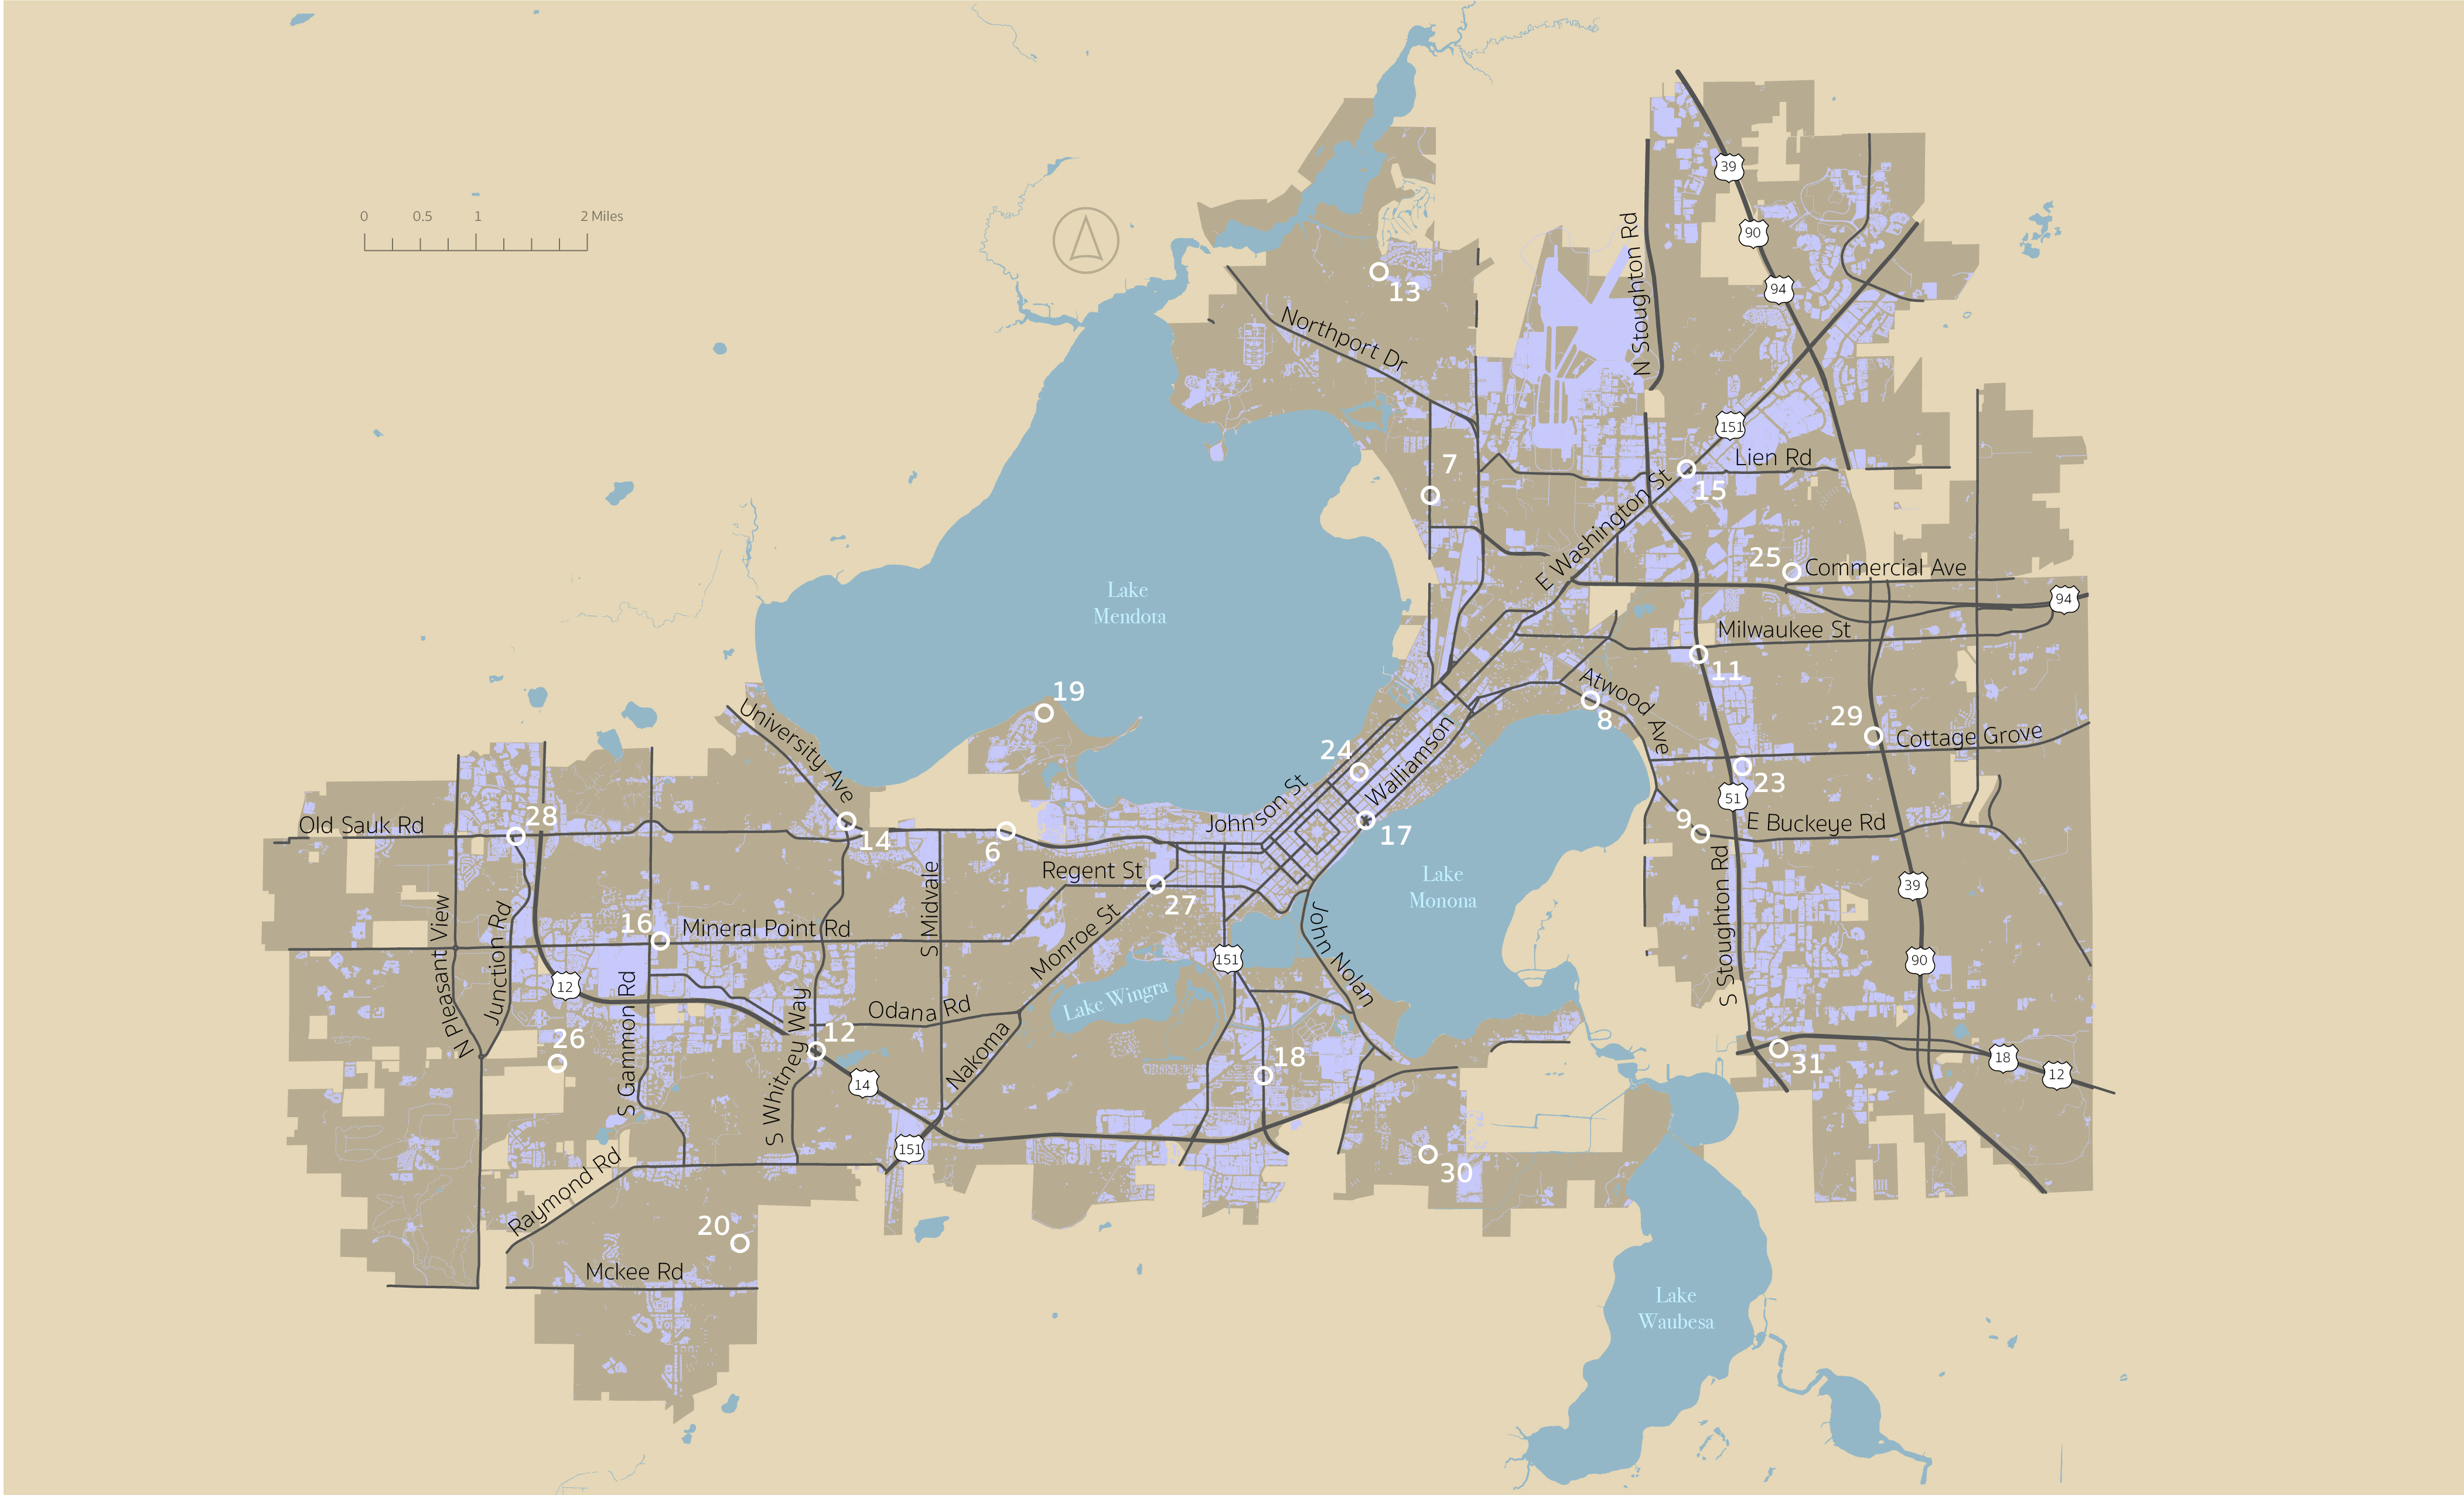 39
90
94
N Stoughton Rd
0 0.5 1 2 Miles
13
Northport Dr
151
7
Lien Rd
15
E Washington St
25
Commercial Ave
Lake
Mendota
94
Milwaukee St
11
19
Atwood Ave
8
29
Cottage Grove
University Ave
24
Walliamson
23
51
Johnson St
28
Old Sauk Rd
14
6
17
9
E Buckeye Rd
Regent St
27
Lake
Monona
39
S Midvale
16
Mineral Point Rd
Monroe St
John Nolan
S Stoughton Rd
N Pleasant View
Junction Rd
151
90
12
S Gammon Rd
Lake Wingra
Odana Rd
S Whitney Way
12
26
Nakoma
18
31
18
12
14
151
30
Raymond Rd
20
Mckee Rd
Lake
Waubesa